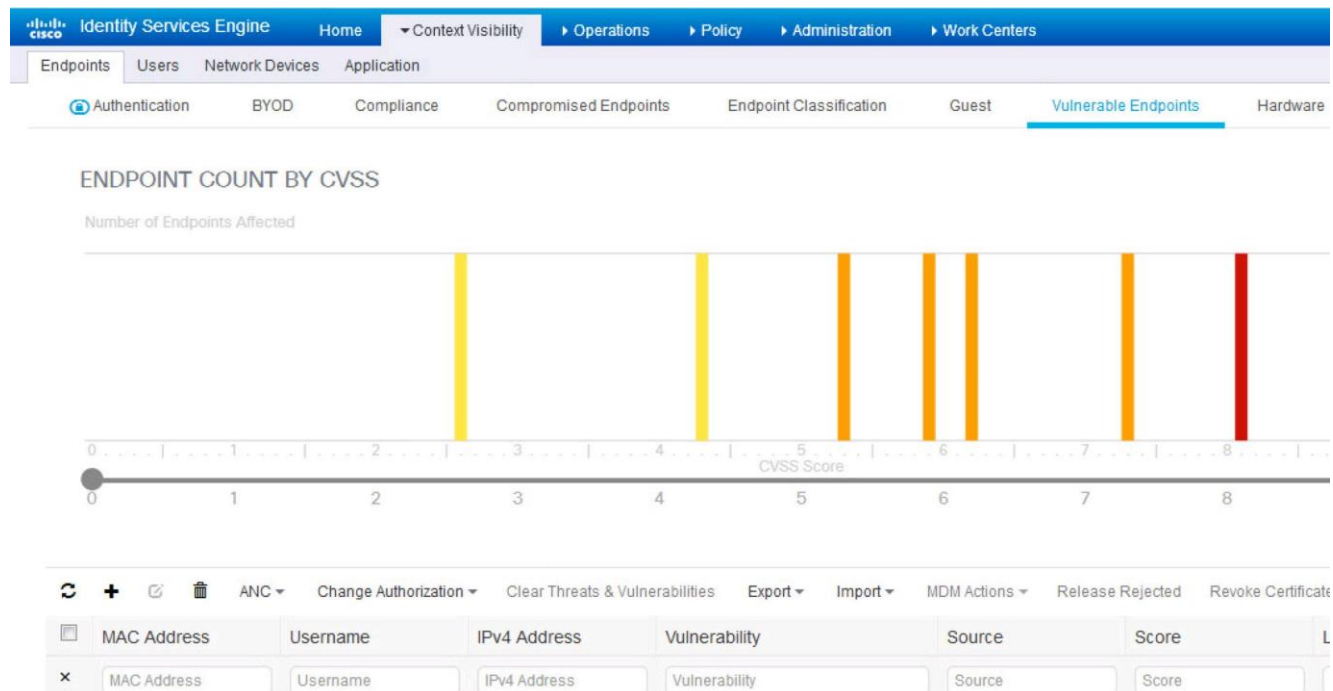 cisco Identity Services Engine Home Context Visibility Operations Policy Administration Work Centers
Endpoints Users Network Devices Application
Authentication BYOD Compliance Compromised Endpoints Endpoint Classification Guest Vulnerable Endpoints Hardware
ENDPOINT COUNT BY CVSS
Number of Endpoints Affected
0 1 2 3 4 5 6 7 8
CVSS Score
0 1 2 3 4 5 6 7 8
ANC Change Authorization Clear Threats & Vulnerabilities Export Import MDM Actions Release Rejected Revoke Certificate
MAC Address Username IPv4 Address Vulnerability Source Score L
MAC Address Username IPv4 Address Vulnerability Source Score